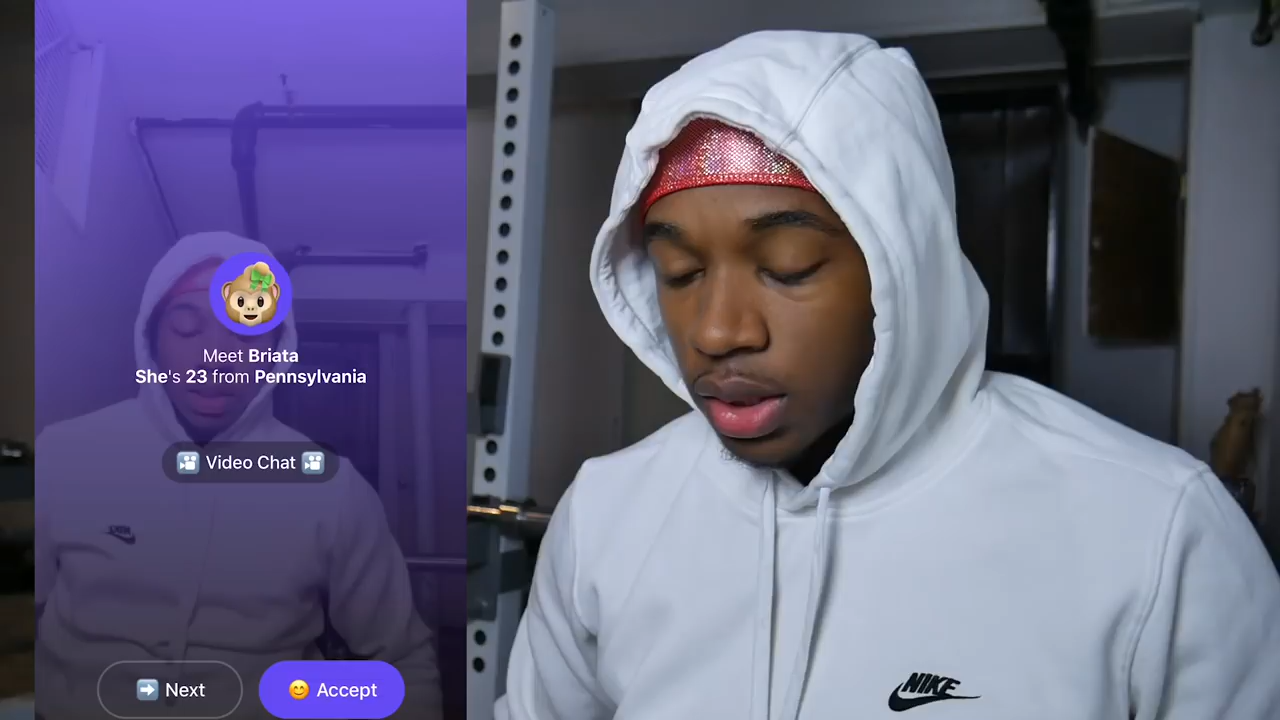 Meet Briata
She's 23 from Pennsylvania
🎦 Video Chat 🎦
➡️ Next
😊 Accept
NIKE